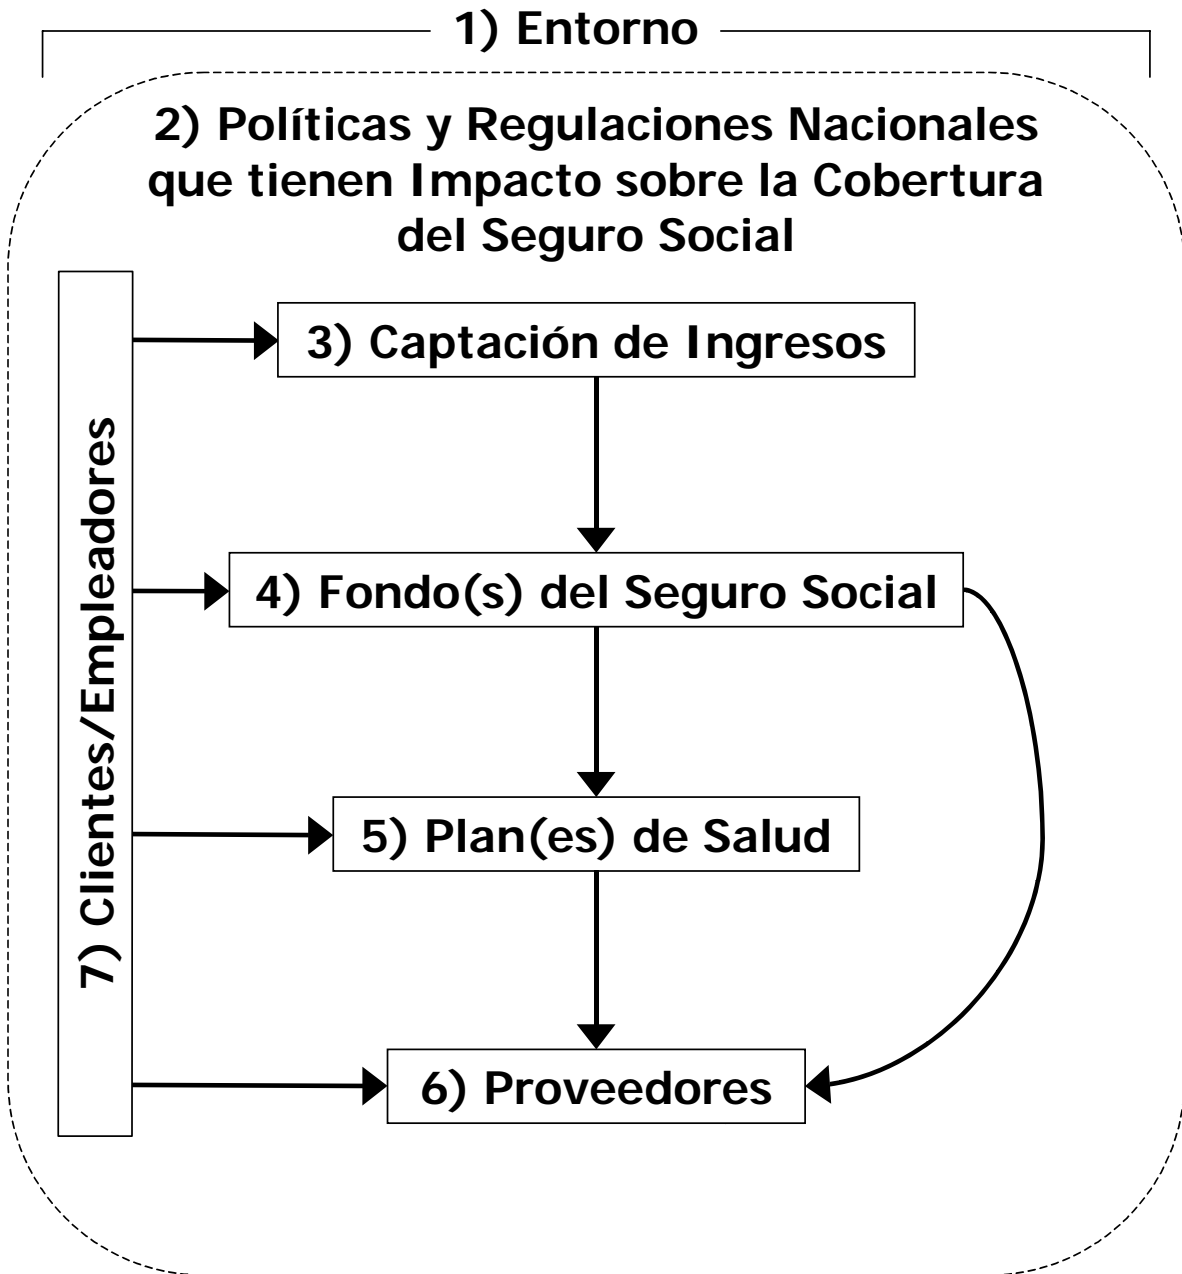 1) Entorno
2) Políticas y Regulaciones Nacionales
que tienen Impacto sobre la Cobertura
del Seguro Social
3) Captación de Ingresos
4) Fondo(s) del Seguro Social
5) Plan(es) de Salud
6) Proveedores
7) Clientes/Empleadores